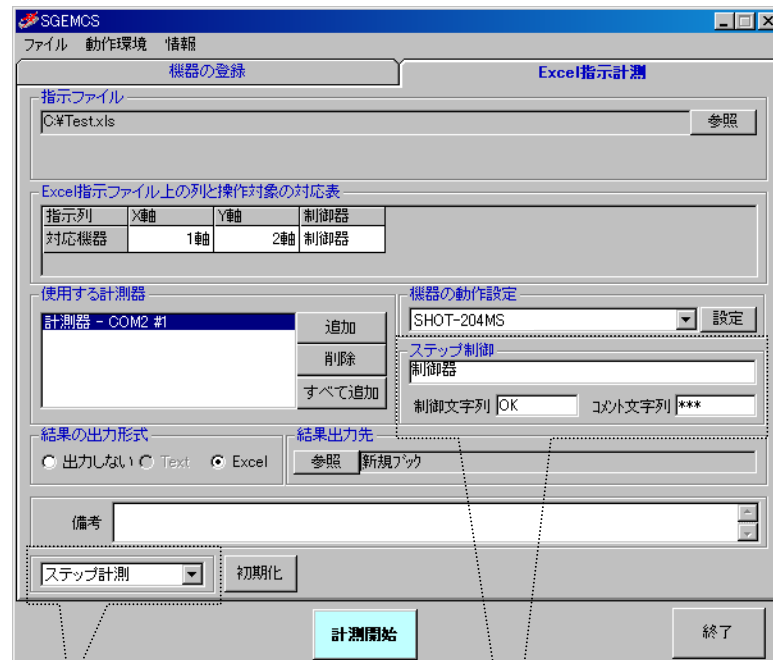 SGEMCS
ファイル 動作環境 情報
機器の登録 Excel指示計測
指示ファイル
C:¥Test.xls 参照
Excel指示ファイル上の列と操作対象の対応表
指示列 X軸 Y軸 制御器
対応機器 1軸 2軸 制御器
使用する計測器
計測器 - COM2 #1
追加
削除
すべて追加
機器の動作設定
SHOT-204MS 設定
ステップ制御
制御器
制御文字列 OK コメント文字列 ***
結果の出力形式
出力しない Text Excel
結果出力先
参照 新規ブック
備考
ステップ計測 初期化
計測開始 終了